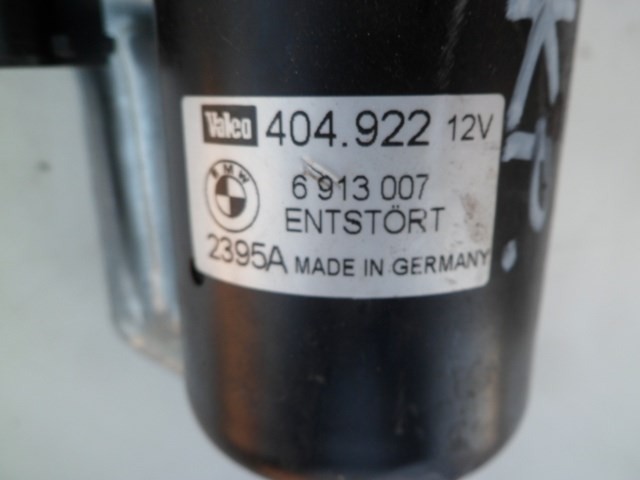 Valeo 404.922 12V
BMW 6 913 007
ENTSTÖRT
2395A MADE IN GERMANY